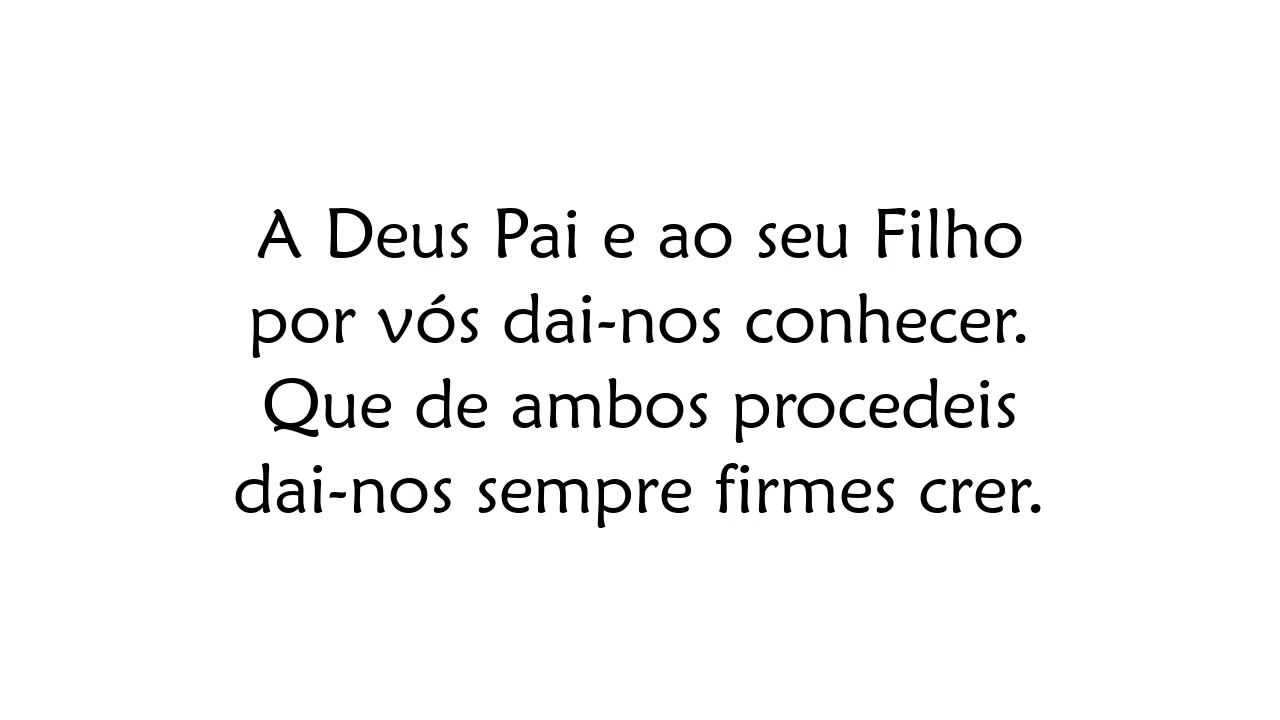 A Deus Pai e ao seu Filho
por vós dai-nos conhecer.
Que de ambos procedeis
dai-nos sempre firmes crer.